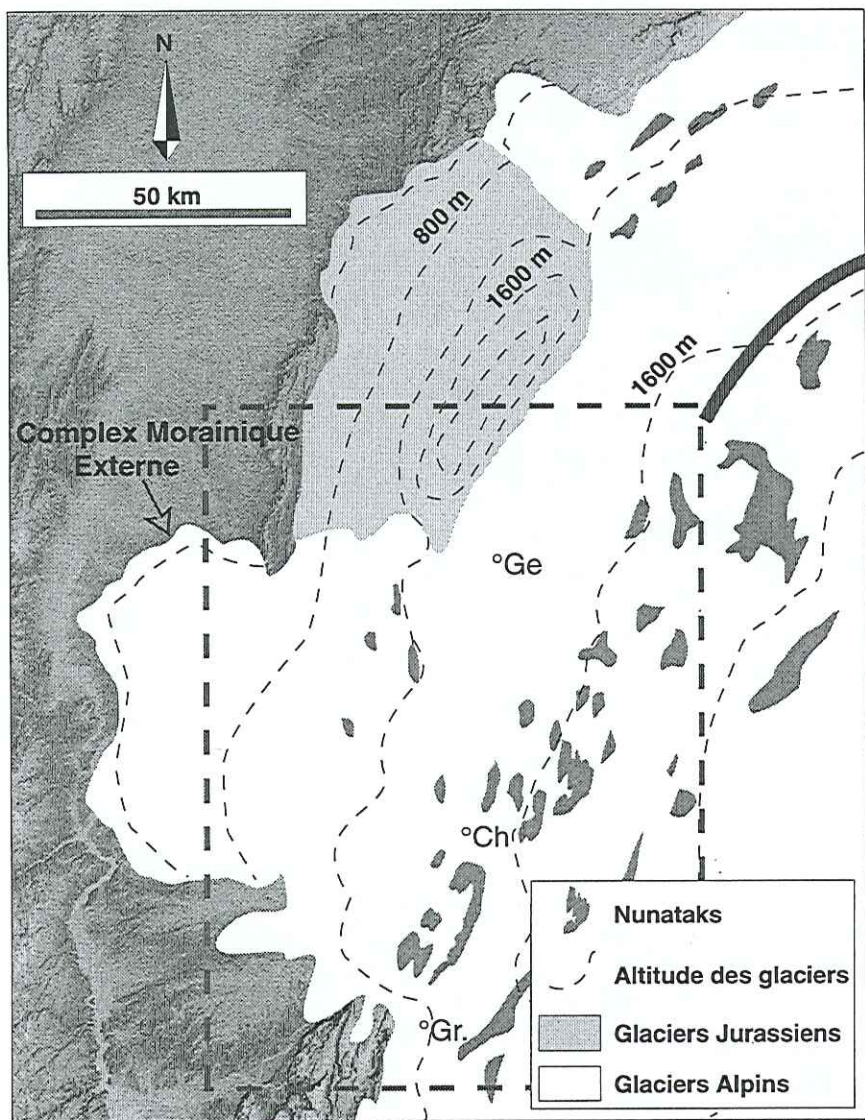 N
50 km
800 m
1600 m
1600 m
Complex Morainique
Externe
°Ge
°Ch
°Gr.
Nunataks
Altitude des glaciers
Glaciers Jurassiens
Glaciers Alpins